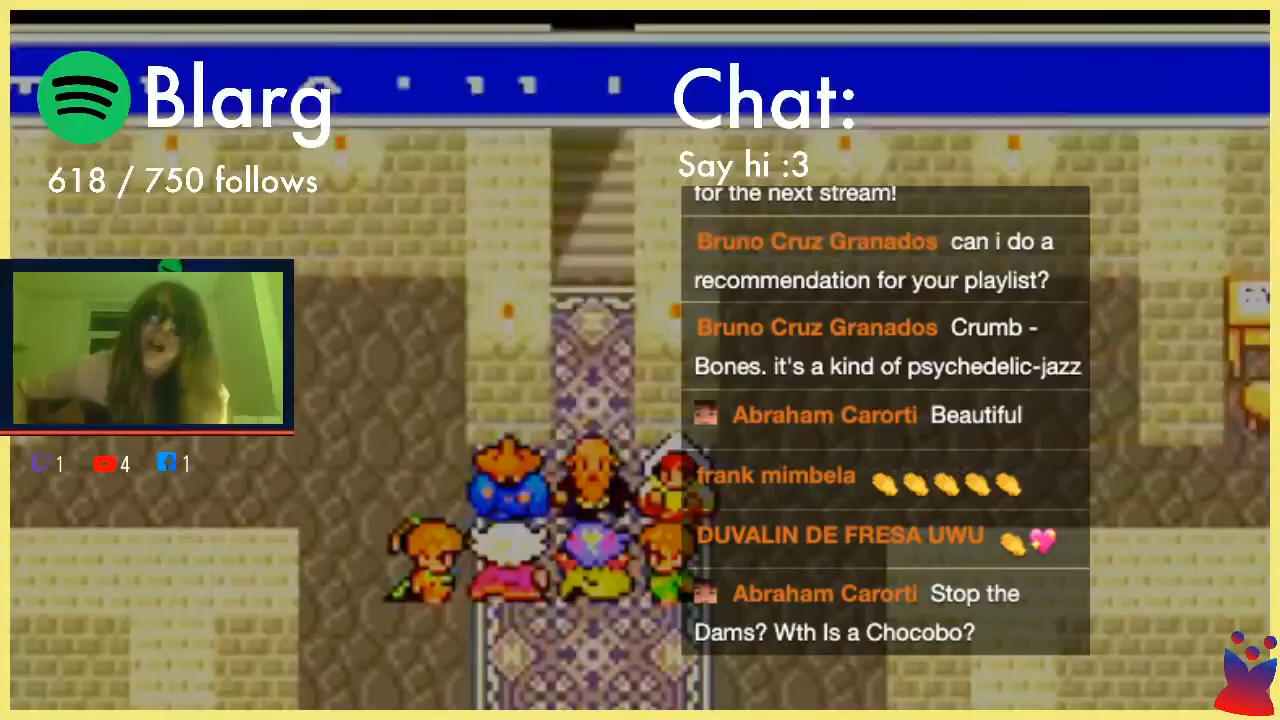 Blarg
618 / 750 follows
1
4
1
Chat:
Say hi :3
for the next stream!
Bruno Cruz Granados can i do a
recommendation for your playlist?
Bruno Cruz Granados Crumb -
Bones. it's a kind of psychedelic-jazz
Abraham Carorti Beautiful
frank mimbela 👏👏👏👏👏
DUVALIN DE FRESA UWU 👏💖
Abraham Carorti Stop the
Dams? Wth Is a Chocobo?